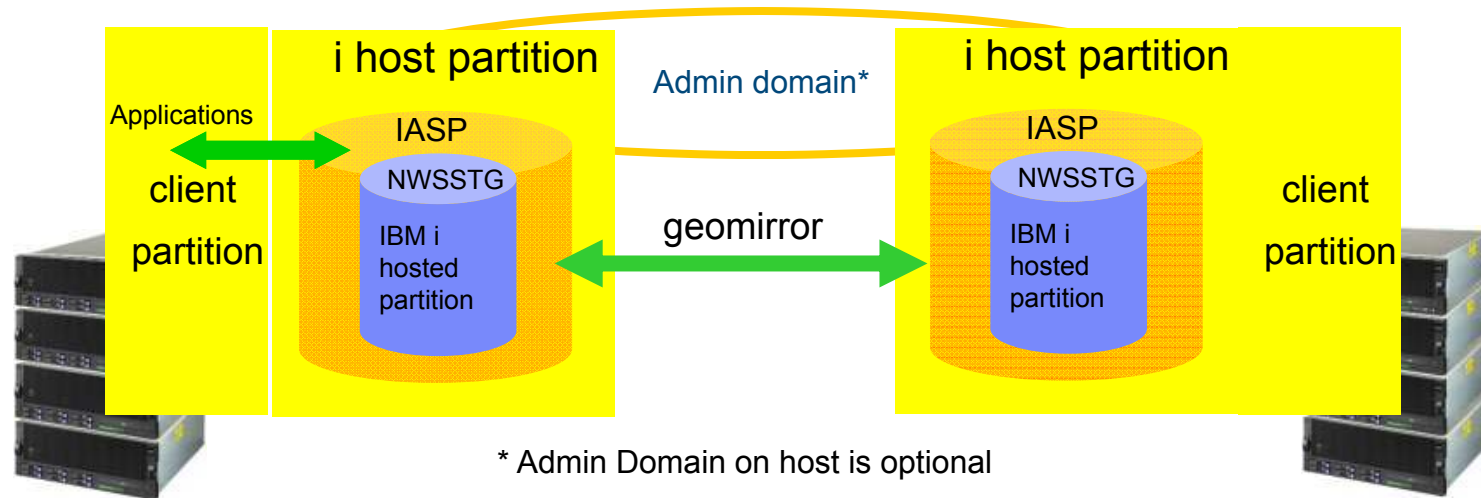 i host partition
Applications
client
partition
IASP
NWSSTG
IBM i
hosted
partition
Admin domain*
geomirror
i host partition
IASP
NWSSTG
IBM i
hosted
partition
client
partition
* Admin Domain on host is optional